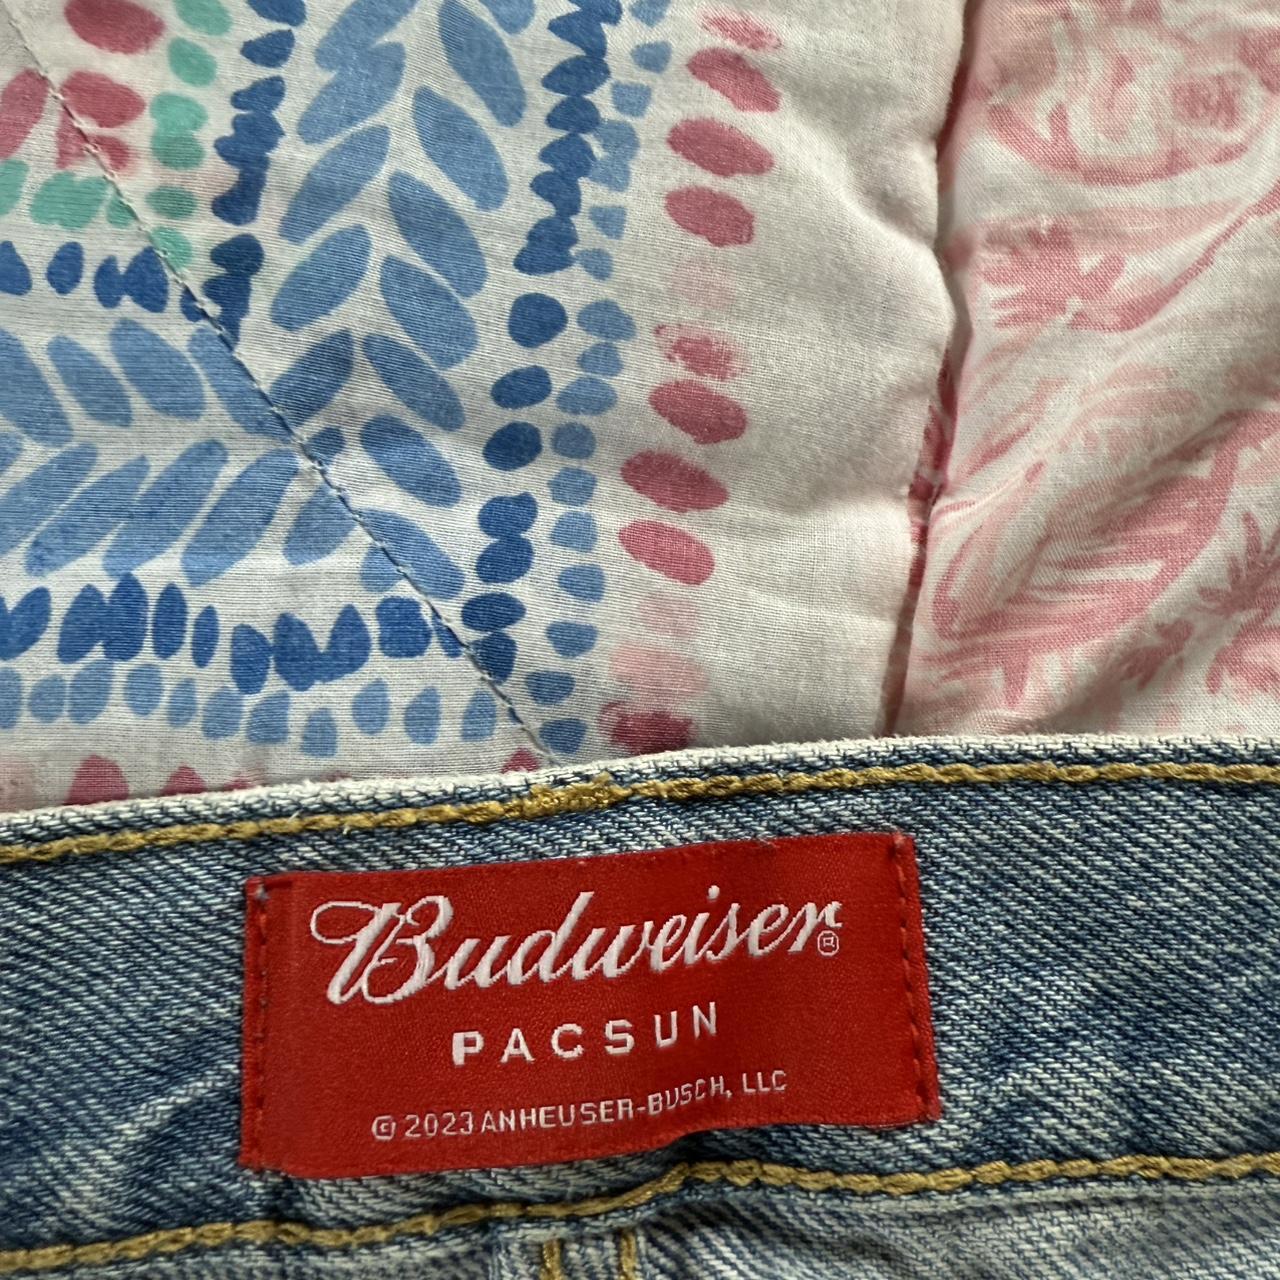 Budweiser®
PACSUN
© 2023 ANHEUSER-BUSCH, LLC